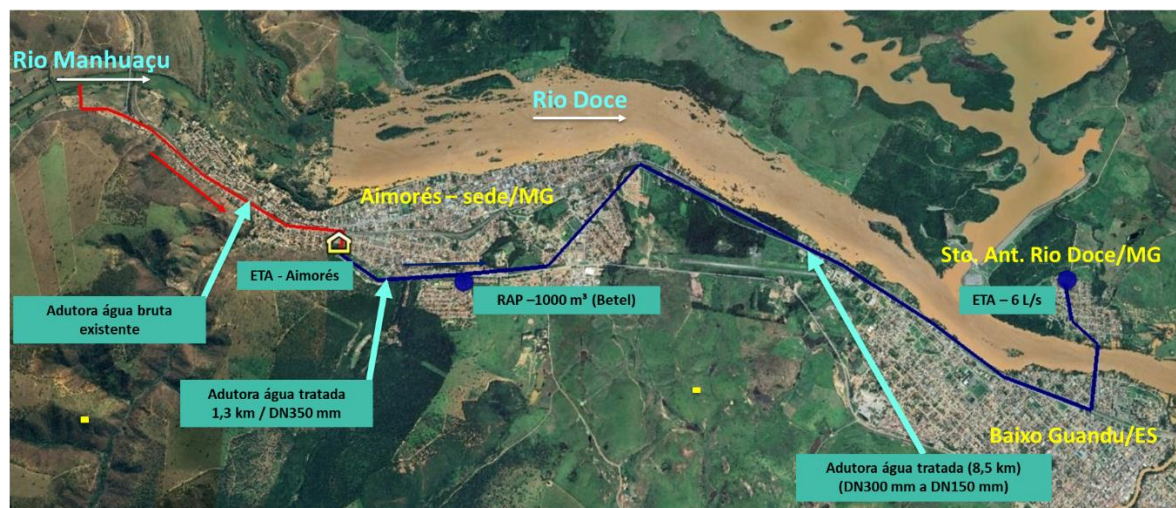 Rio Manhuaçu
Rio Doce
Aimorés – sede/MG
Sto. Ant. Rio Doce/MG
ETA - Aimorés
RAP –1000 m³ (Betel)
ETA – 6 L/s
Adutora água bruta
existente
Adutora água tratada
1,3 km / DN350 mm
Baixo Guandu/ES
Adutora água tratada (8,5 km)
(DN300 mm a DN150 mm)